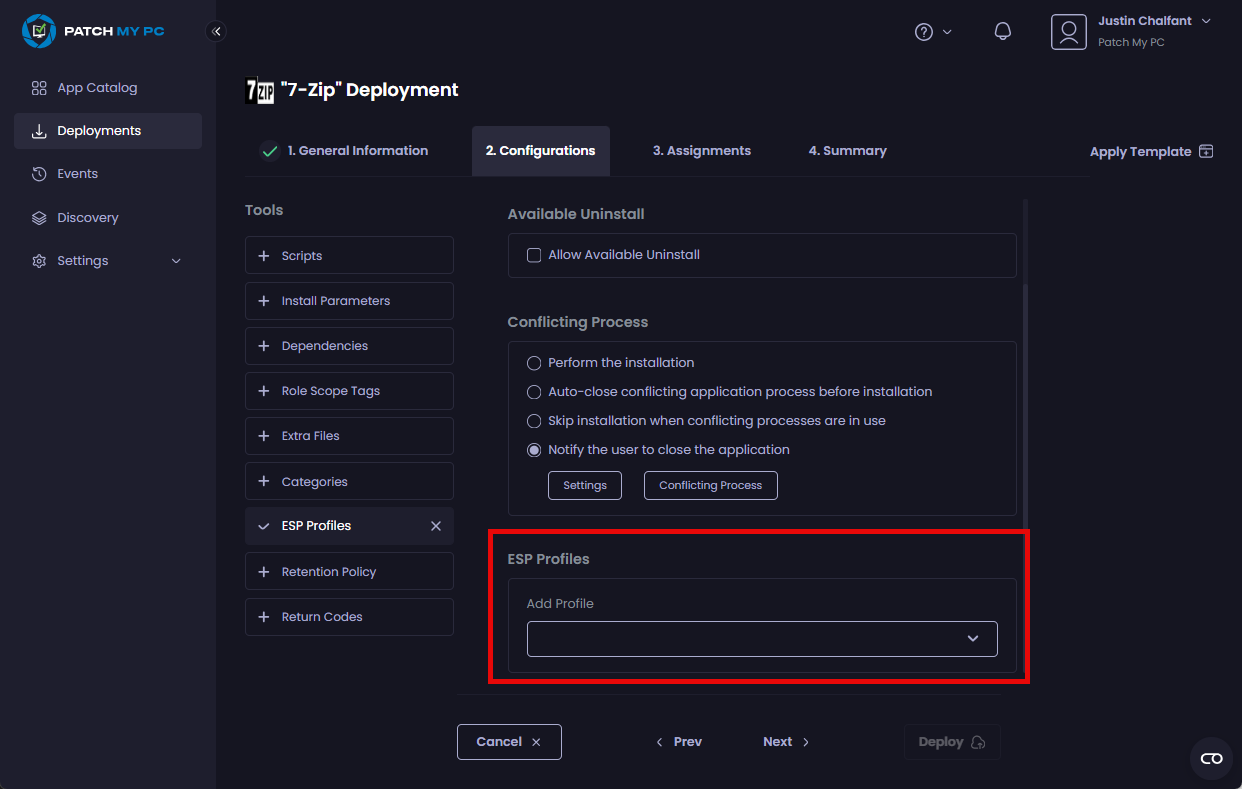 PATCH MY PC
App Catalog
Deployments
Events
Discovery
Settings
Justin Chalfant
Patch My PC
7ZIP "7-Zip" Deployment
1. General Information
2. Configurations
3. Assignments
4. Summary
Apply Template
Tools
Scripts
Install Parameters
Dependencies
Role Scope Tags
Extra Files
Categories
ESP Profiles
Retention Policy
Return Codes
Available Uninstall
Allow Available Uninstall
Conflicting Process
Perform the installation
Auto-close conflicting application process before installation
Skip installation when conflicting processes are in use
Notify the user to close the application
Settings
Conflicting Process
ESP Profiles
Add Profile
Cancel
Prev
Next
Deploy